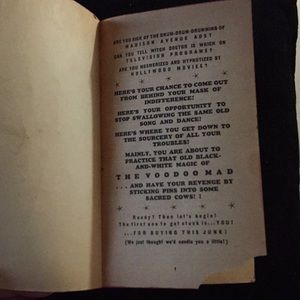 ARE YOU SICK OF THE DRUM-DRUM-DRUMMING OF
MADISON AVENUE ADS?
CAN YOU TELL WITCH DOCTOR IS WHICH ON
TELEVISION PROGRAMS?
ARE YOU MESMERIZED AND HYPNOTIZED BY
HOLLYWOOD MOVIES?
HERE'S YOUR CHANCE TO COME OUT
FROM BEHIND YOUR MASK OF
INDIFFERENCE!
HERE'S YOUR OPPORTUNITY TO
STOP SWALLOWING THE SAME OLD
SONG AND DANCE!
HERE'S WHERE YOU GET DOWN TO
THE SOURCERY OF ALL YOUR
TROUBLES!
MAINLY, YOU ARE ABOUT TO
PRACTICE THAT OLD BLACK-
AND-WHITE MAGIC OF
THE VOODOO MAD
. . . AND HAVE YOUR REVENGE BY
STICKING PINS INTO SOME
SACRED COWS!
Ready? Then let's begin!
The first one to get stuck is...YOU!
...FOR BUYING THIS JUNK!
(We just thought we'd needle you a little!)